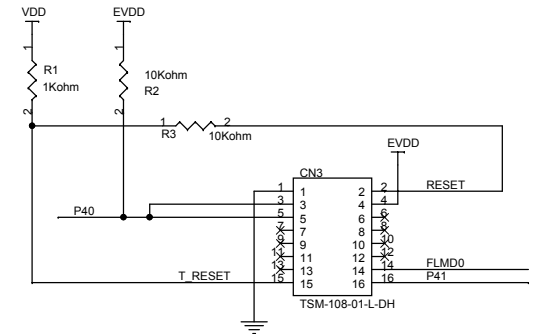 VDD
EVDD
1
1
R1
1Kohm
10Kohm
R2
2
2
1
2
R3
10Kohm
EVDD
CN3
1
1
2
2
RESET
3
3
4
4
P40
5
5
6
6
7
7
8
8
9
9
10
10
11
11
12
12
13
13
14
14
FLMD0
T_RESET
15
15
16
16
P41
TSM-108-01-L-DH